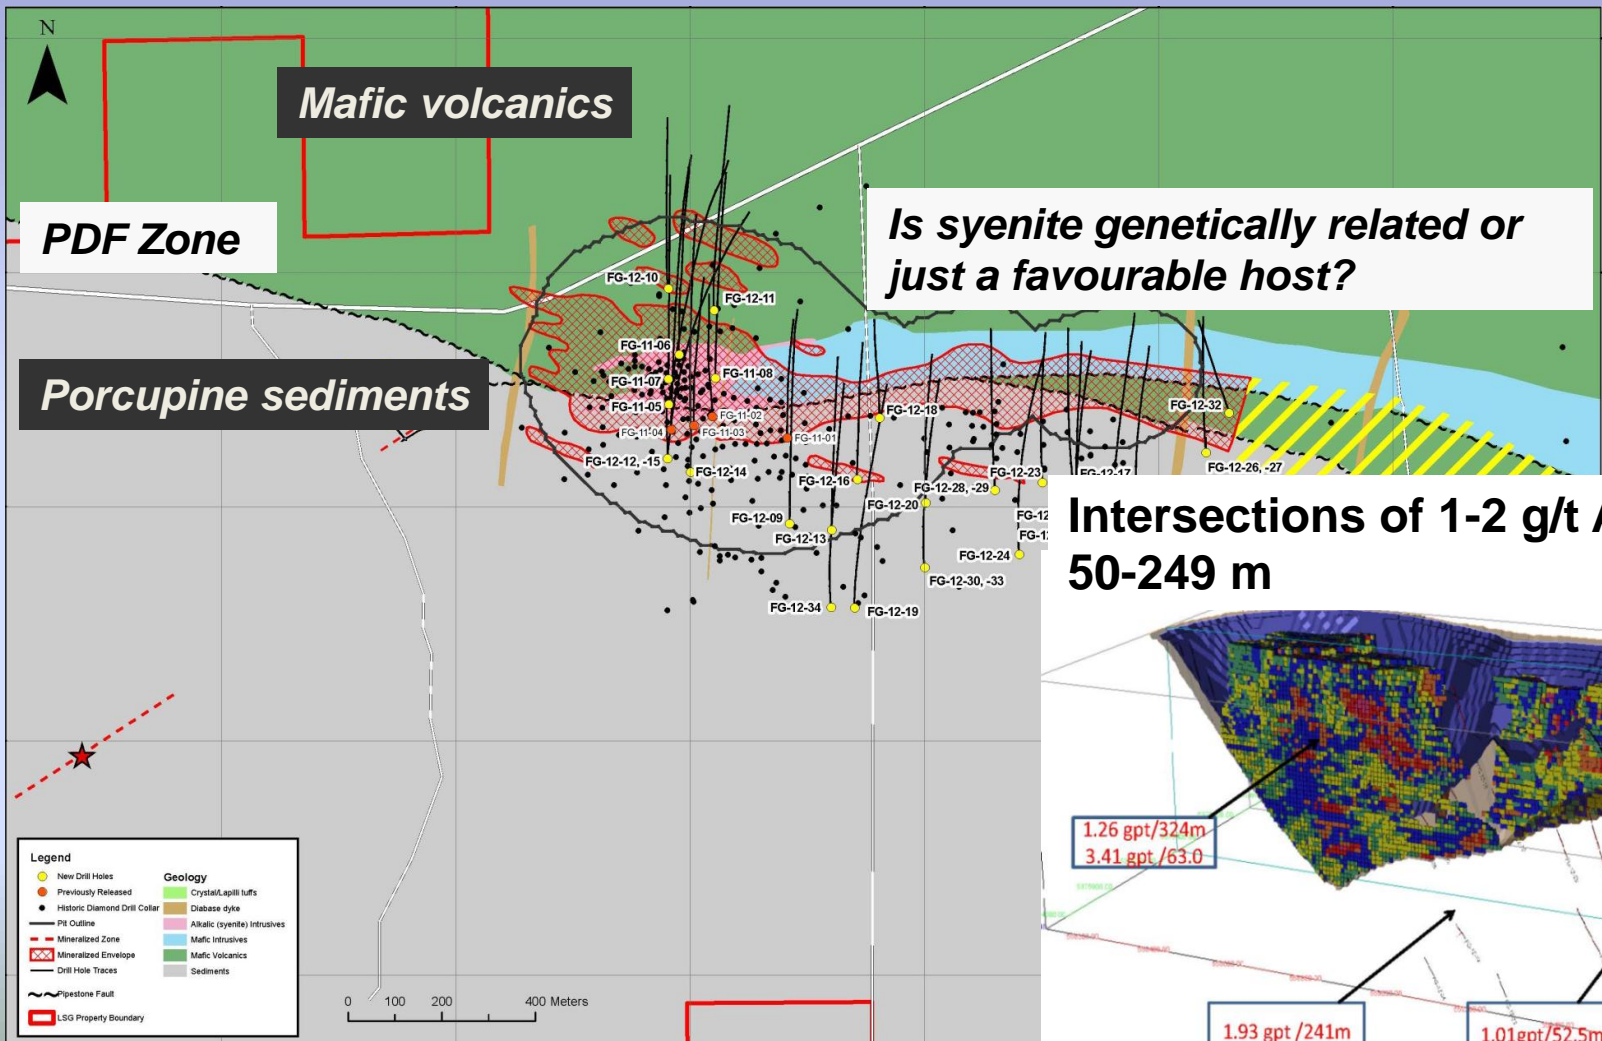 N
Mafic volcanics
PDF Zone
Is syenite genetically related or
just a favourable host?
Porcupine sediments
FG-12-10
FG-12-11
FG-11-06
FG-11-07
FG-11-08
FG-11-05
FG-11-02
FG-11-04
FG-11-03
FG-11-01
FG-12-18
FG-12-32
FG-12-12, -15
FG-12-14
FG-12-16
FG-12-28, -29
FG-12-23
FG-12-17
FG-12-26, -27
FG-12-20
FG-12-09
FG-12-13
FG-12-24
FG-12-30, -33
FG-12-34
FG-12-19
Intersections of 1-2 g/t
50-249 m
1.26 gpt/324m
3.41 gpt /63.0
1.93 gpt /241m
1.01gpt/52.5m
Legend
New Drill Holes
Previously Released
Historic Diamond Drill Collar
Pit Outline
Mineralized Zone
Mineralized Envelope
Drill Hole Traces
Pipestone Fault
LSG Property Boundary
Geology
Crystal/Lapilli tuffs
Diabase dyke
Alkalic (syenite) Intrusives
Mafic Intrusives
Mafic Volcanics
Sediments
0 100 200 400 Meters